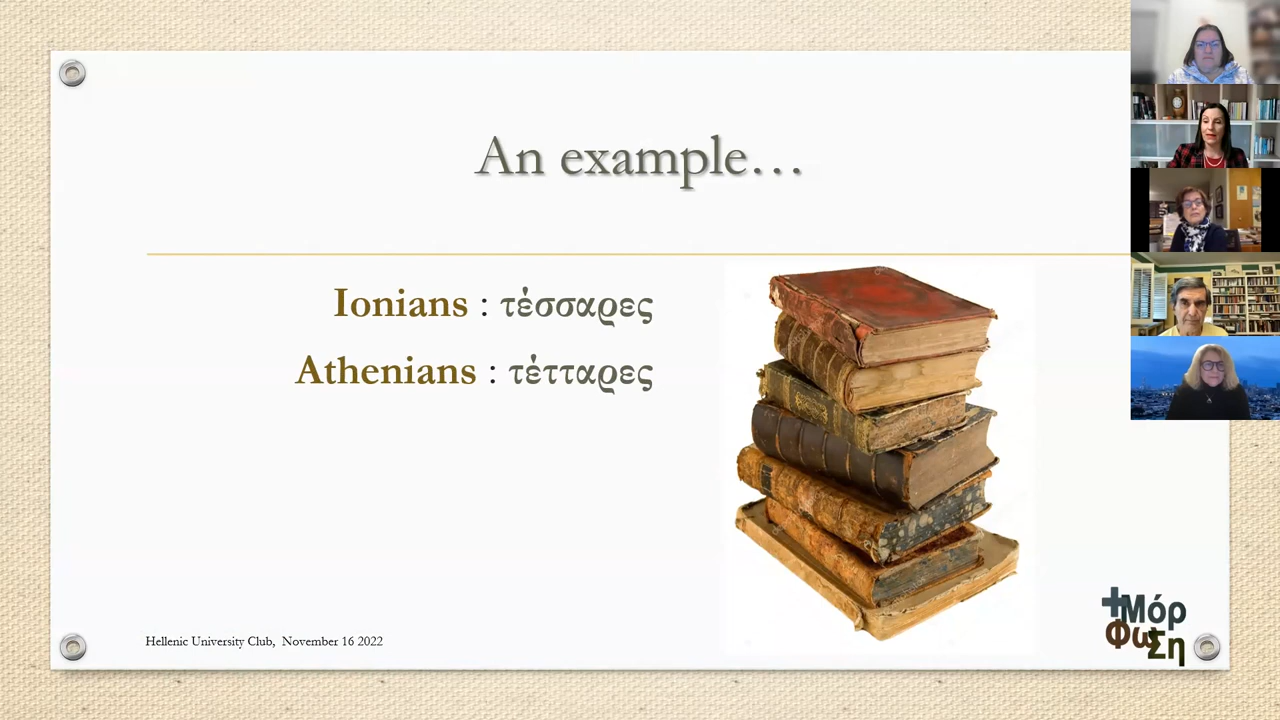 An example…
Ionians : τέσσαρες
Athenians : τέτταρες
Hellenic University Club, November 16 2022
+Μόρ
Φω
Ση